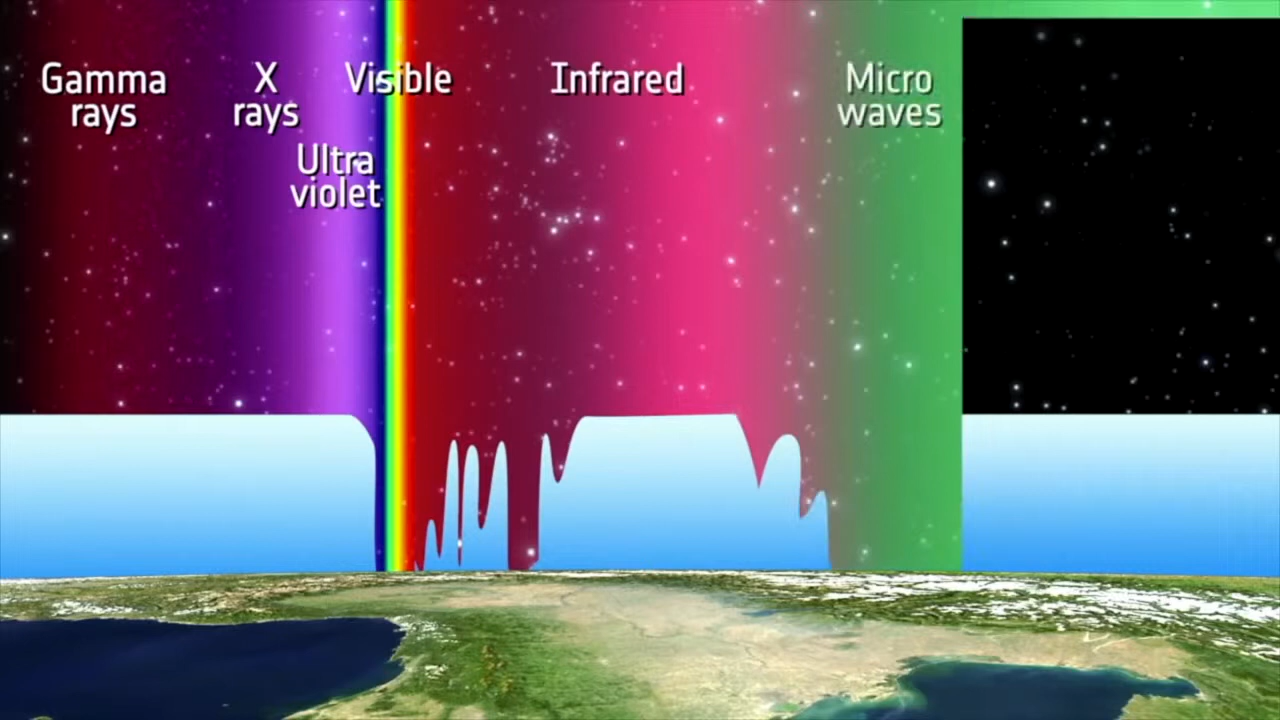 Gamma
rays
X
rays
Ultra
violet
Visible
Infrared
Micro
waves